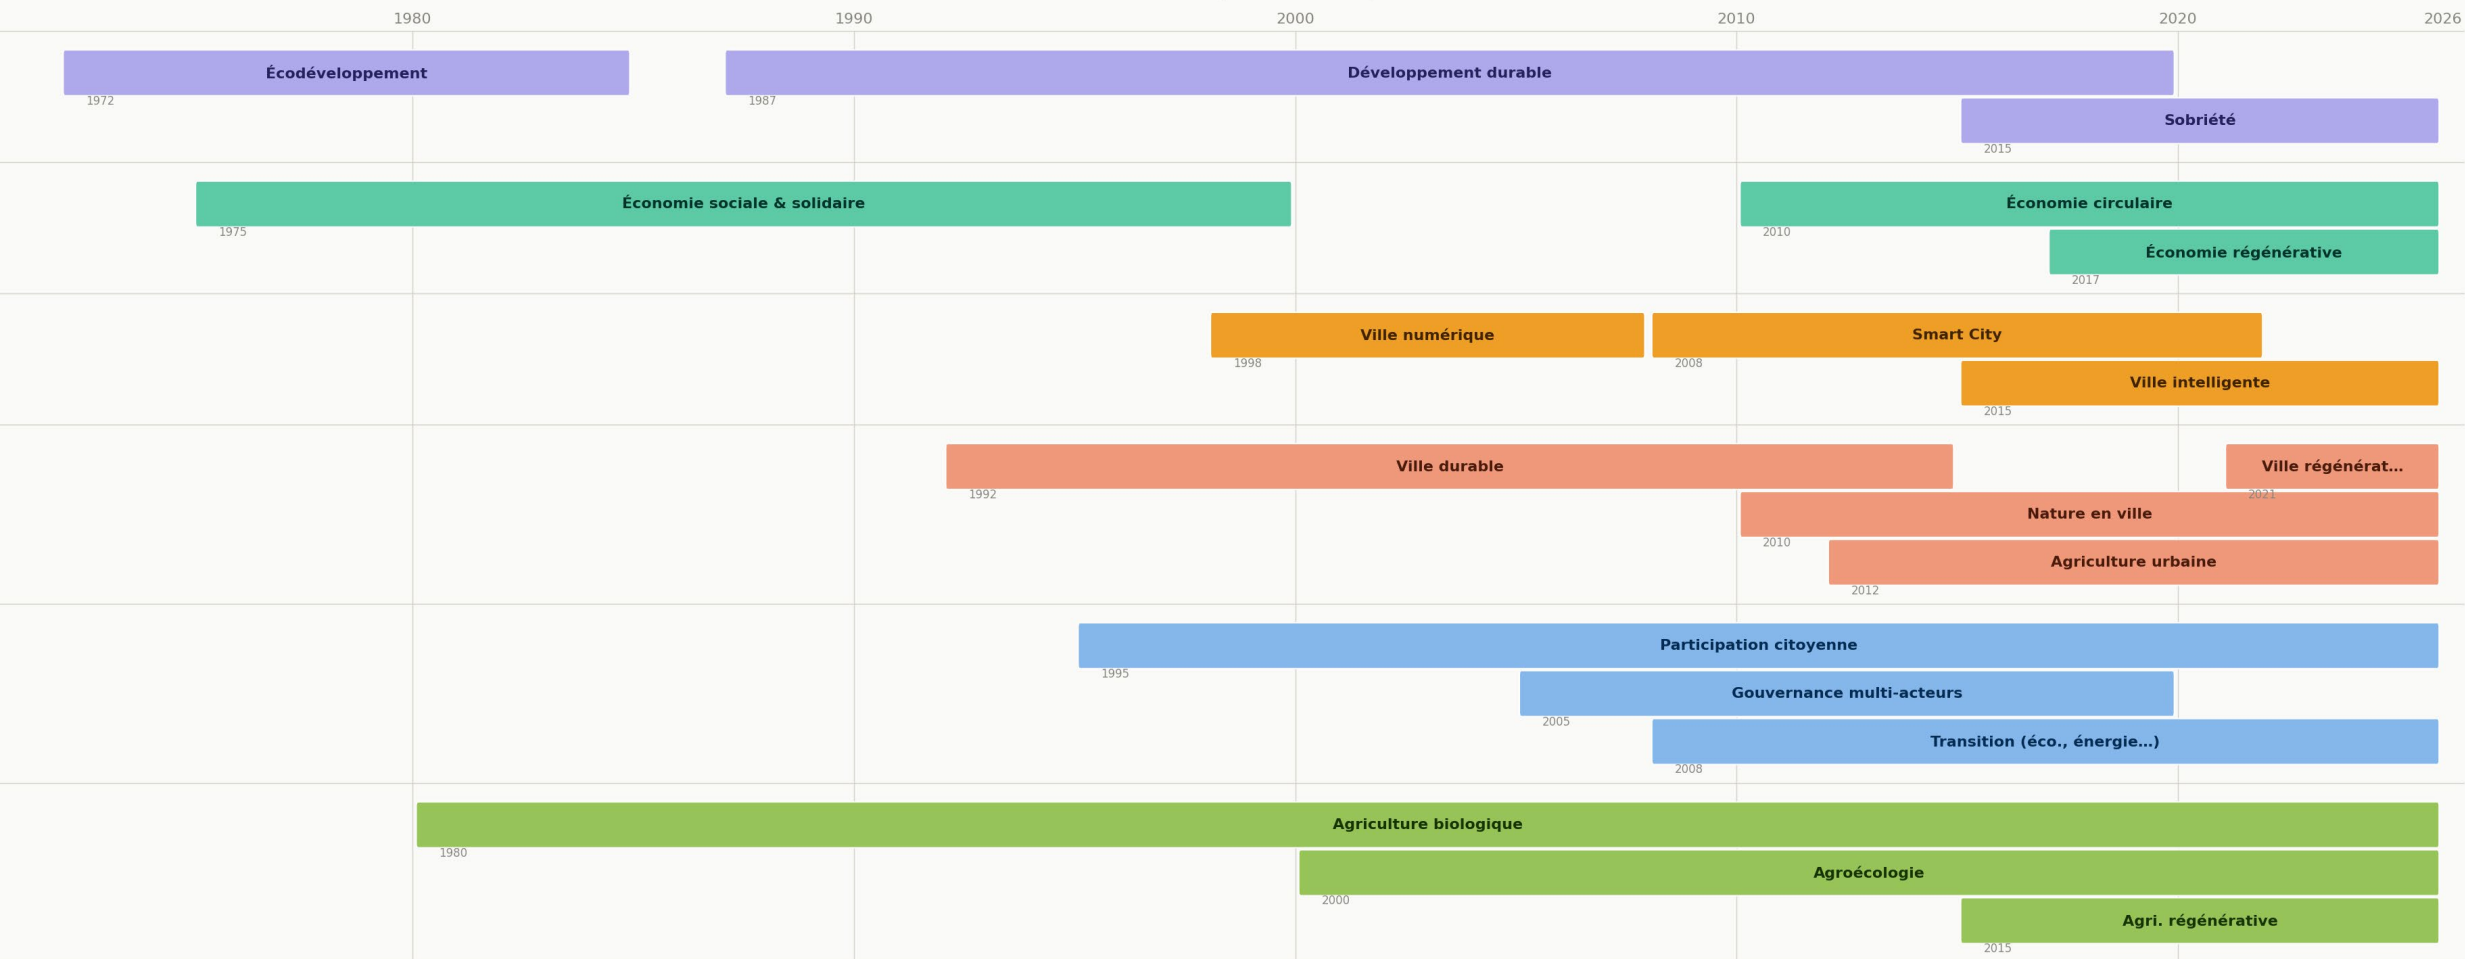 1980 1990 2000 2010 2020 2026
Écodéveloppement Développement durable
1972 1987
Sobriété
2015
Économie sociale & solidaire Économie circulaire
1975 2010
Économie régénérative
2017
Ville numérique Smart City
1998 2008
Ville intelligente
2015
Ville durable Ville régénérat…
1992 2021
Nature en ville
2010
Agriculture urbaine
2012
Participation citoyenne
1995
Gouvernance multi-acteurs
2005
Transition (éco., énergie…)
2008
Agriculture biologique
1980
Agroécologie
2000
Agri. régénérative
2015